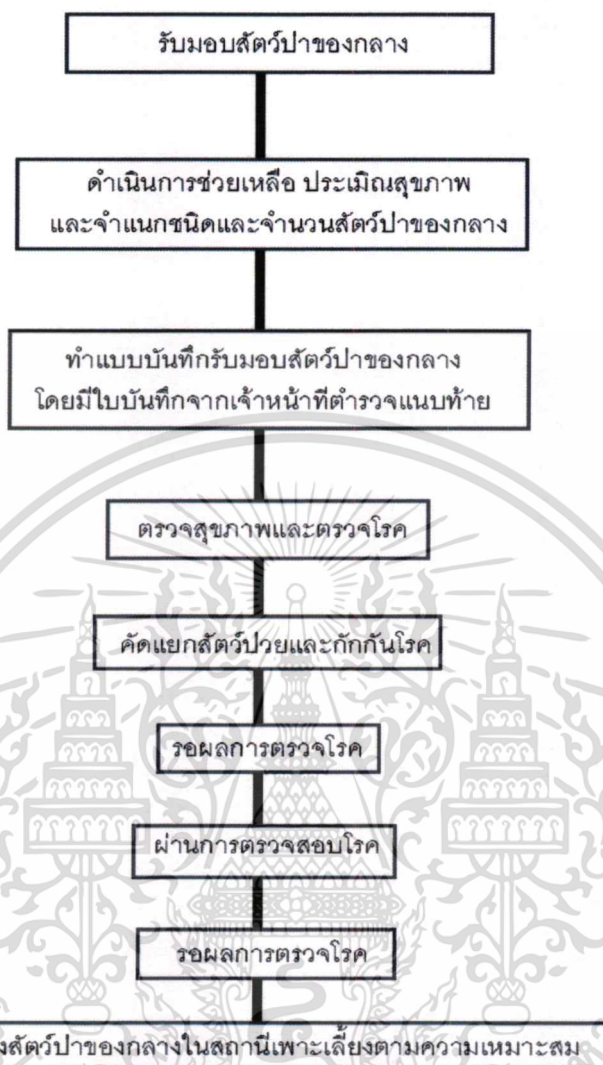 รับมอบสัตว์ป่าของกลาง
ดำเนินการช่วยเหลือ ประเมิณสุขภาพ
และจำแนกชนิดและจำนวนสัตว์ป่าของกลาง
ทำแบบบันทึกรับมอบสัตว์ป่าของกลาง
โดยมีใบบันทึกจากเจ้าหน้าที่ตำรวจแนบท้าย
ตรวจสุขภาพและตรวจโรค
คัดแยกสัตว์ป่วยและกักกันโรค
รอผลการตรวจโรค
ผ่านการตรวจสอบโรค
รอผลการตรวจโรค
สัตว์ป่าของกลางในสถานีเพาะเลี้ยงตามความเหมาะสม